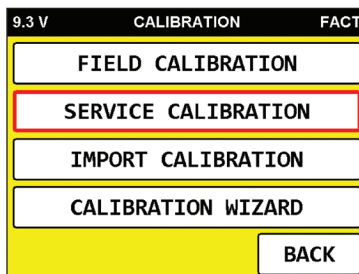 9.3 V CALIBRATION FACT
FIELD CALIBRATION
SERVICE CALIBRATION
IMPORT CALIBRATION
CALIBRATION WIZARD
BACK